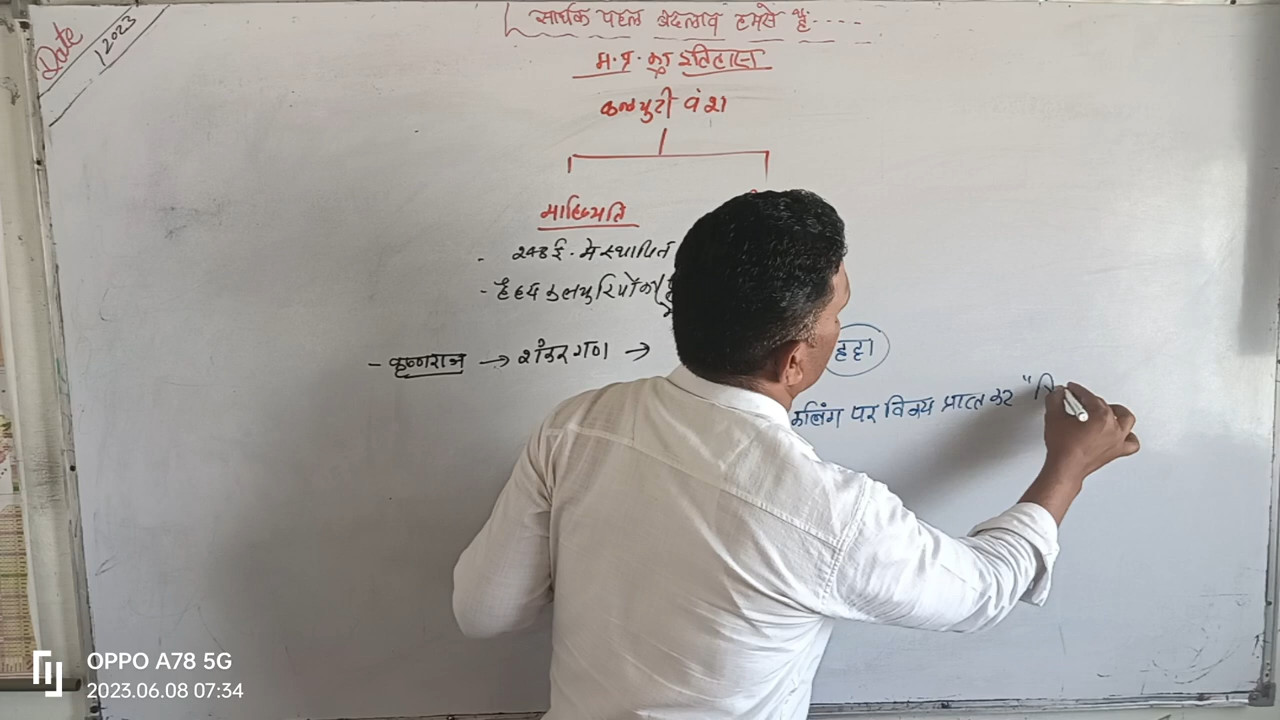 Date
/2023
सार्थक पहल बदलाव हमसे है....
म.प्र. का इतिहास
कलचुरी वंश
माहिष्मति
- 248 ई. मे स्थापित
- हैहय कलचुरियों का
- कृष्णराज → शंकरगण →
कलिंग पर विजय प्राप्त कर "
OPPO A78 5G
2023.06.08 07:34